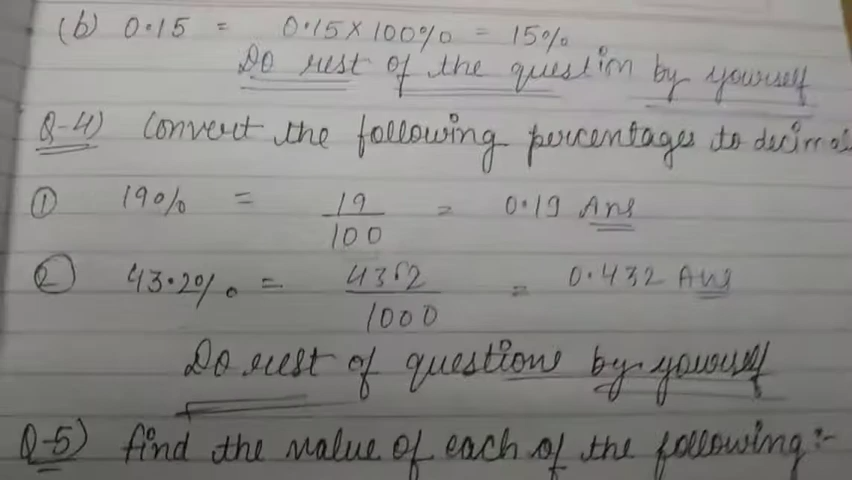 (b) 0.15 = 0.15 × 100% = 15%
Do rest of the question by yourself
Q-4) Convert the following percentages to decimal
① 19% = 19/100 = 0.19 Ans
② 43.2% = 432/1000 = 0.432 Ans
Do rest of questions by yourself
Q-5) find the value of each of the following:-